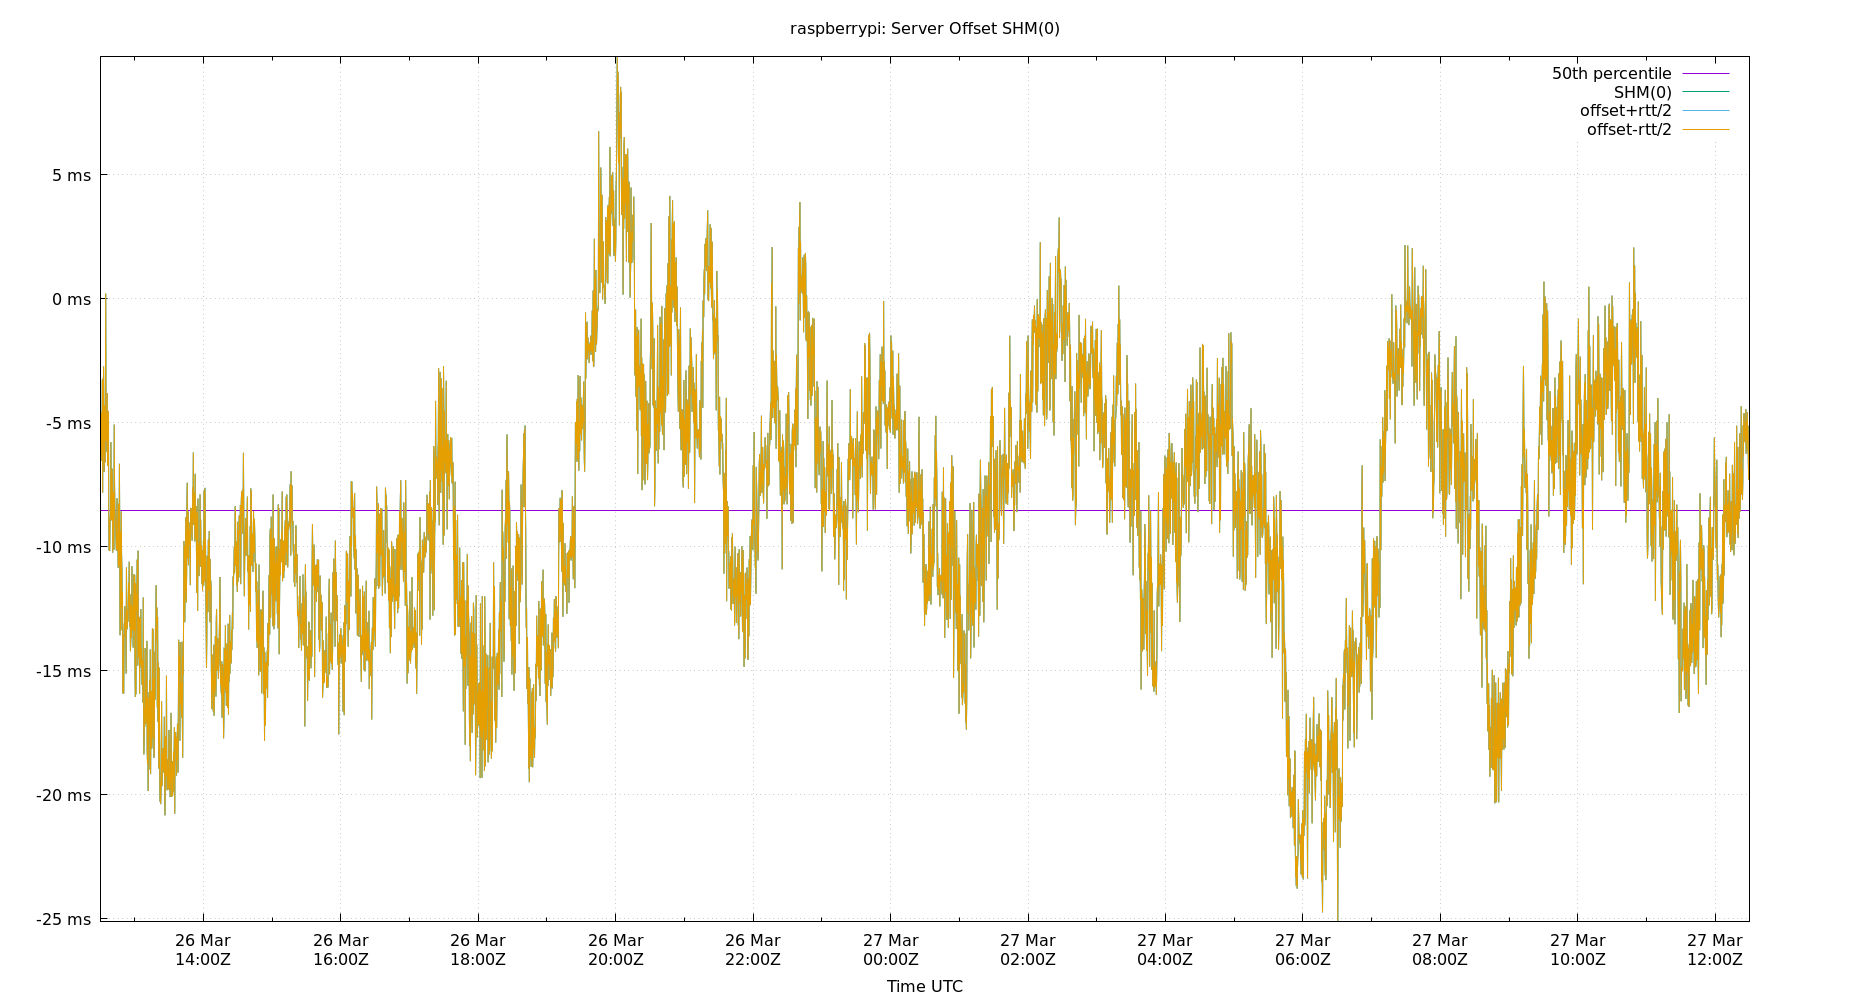 raspberrypi: Server Offset SHM(0)
50th percentile
SHM(0)
offset+rtt/2
offset-rtt/2
5 ms
0 ms
-5 ms
-10 ms
-15 ms
-20 ms
-25 ms
26 Mar 26 Mar 26 Mar 26 Mar 26 Mar 27 Mar 27 Mar 27 Mar 27 Mar 27 Mar 27 Mar 27 Mar
14:00Z 16:00Z 18:00Z 20:00Z 22:00Z 00:00Z 02:00Z 04:00Z 06:00Z 08:00Z 10:00Z 12:00Z
Time UTC